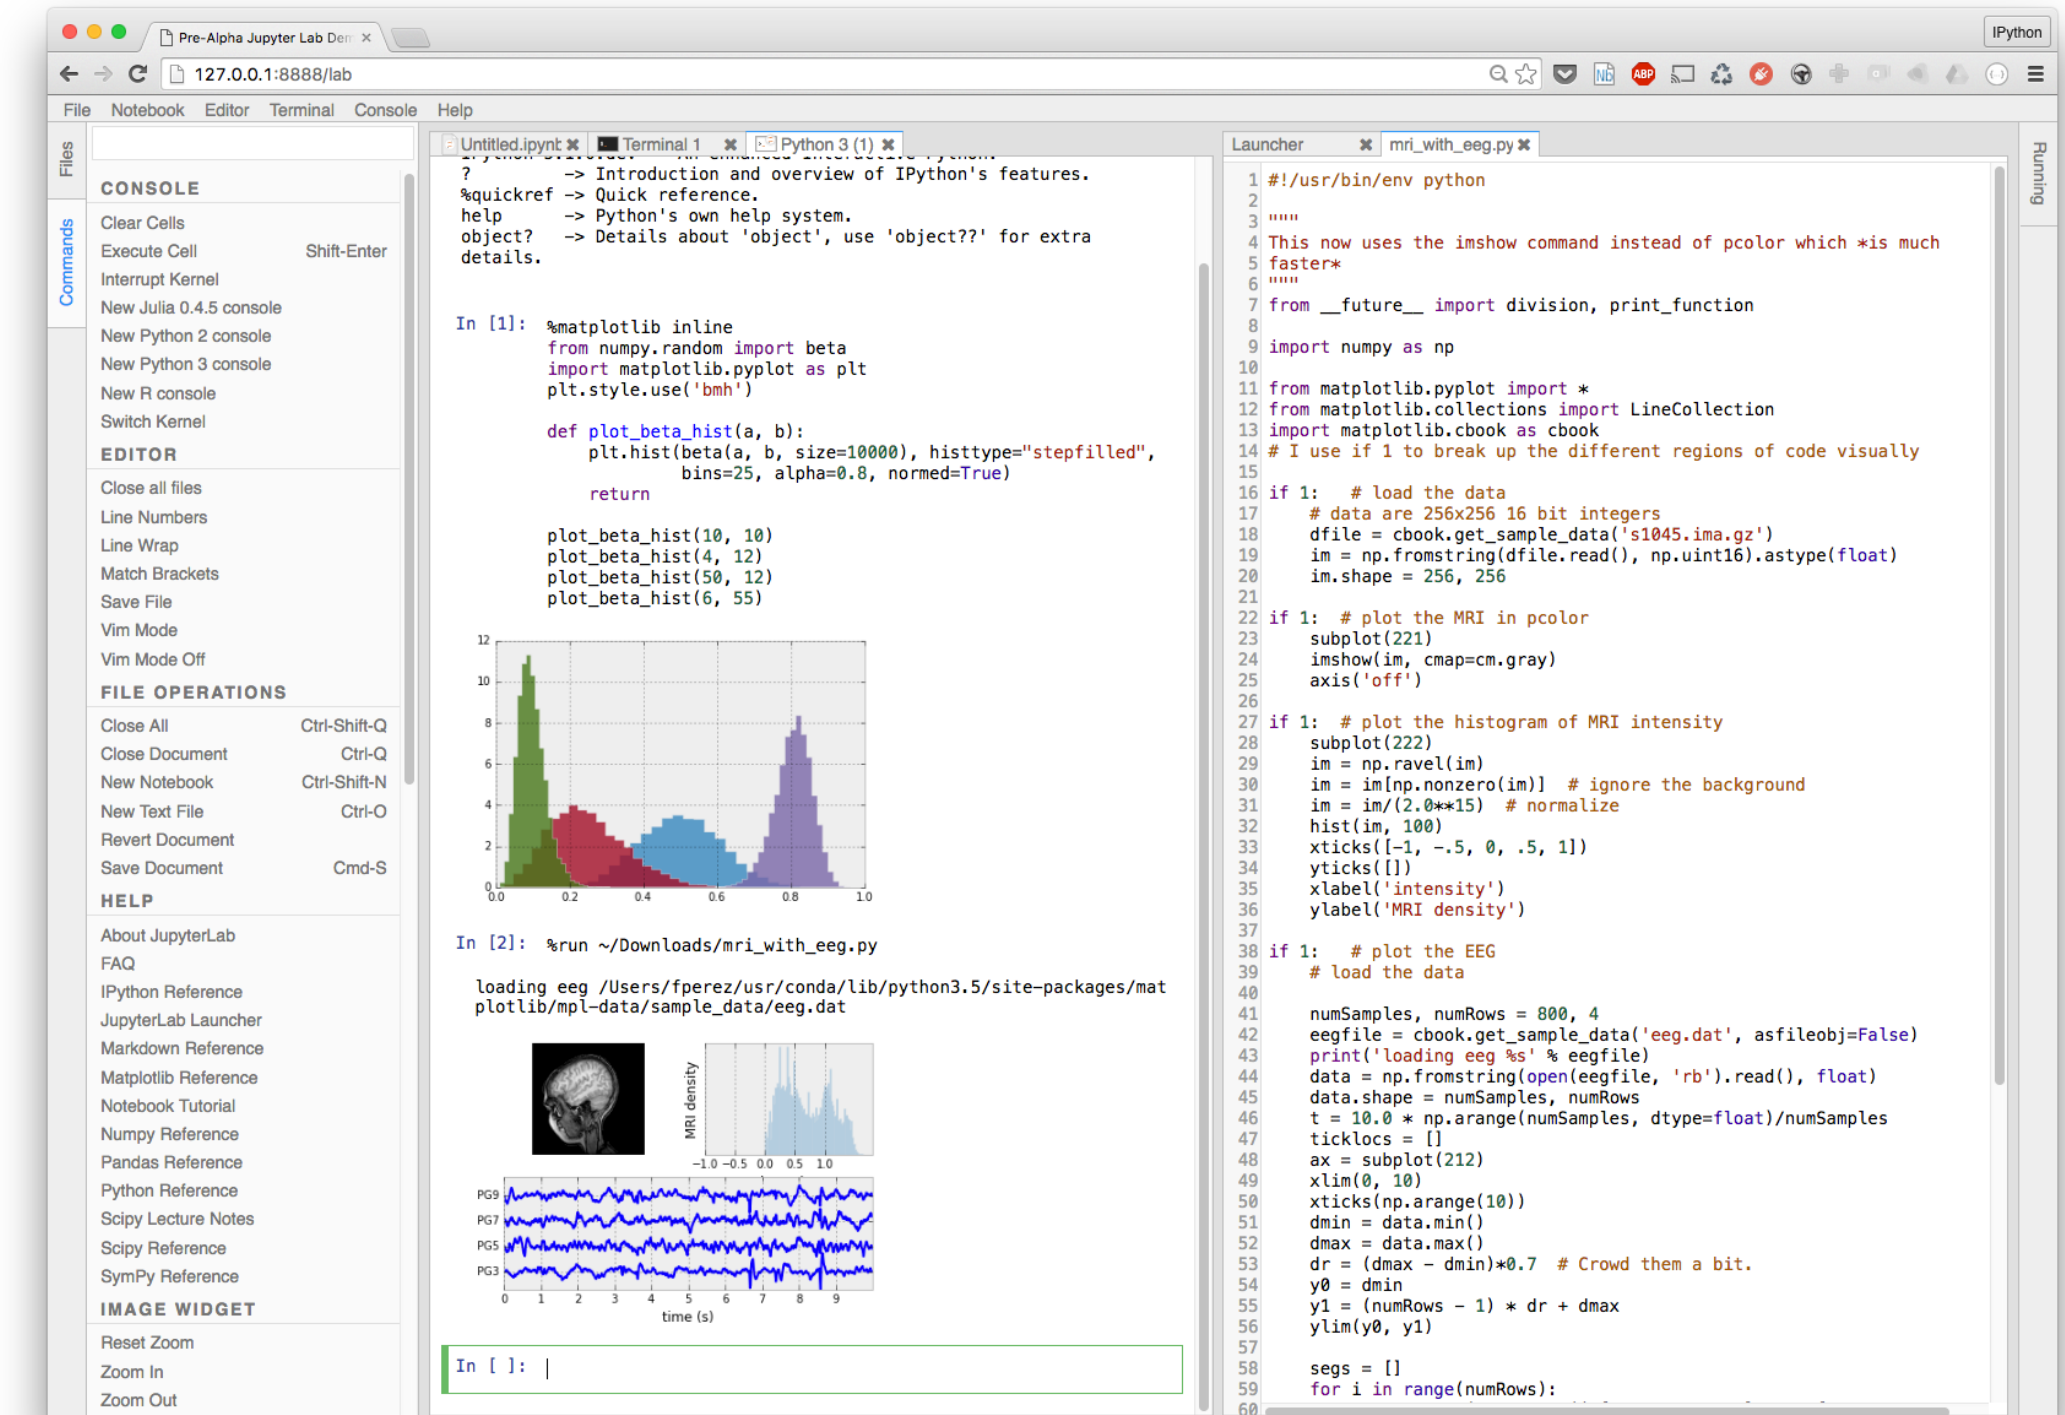 Pre-Alpha Jupyter Lab Dem
IPython
127.0.0.1:8888/lab
File Notebook Editor Terminal Console Help
Files
Commands
CONSOLE
Clear Cells
Execute Cell Shift-Enter
Interrupt Kernel
New Julia 0.4.5 console
New Python 2 console
New Python 3 console
New R console
Switch Kernel
EDITOR
Close all files
Line Numbers
Line Wrap
Match Brackets
Save File
Vim Mode
Vim Mode Off
FILE OPERATIONS
Close All Ctrl-Shift-Q
Close Document Ctrl-Q
New Notebook Ctrl-Shift-N
New Text File Ctrl-O
Revert Document
Save Document Cmd-S
HELP
About JupyterLab
FAQ
IPython Reference
JupyterLab Launcher
Markdown Reference
Matplotlib Reference
Notebook Tutorial
Numpy Reference
Pandas Reference
Python Reference
Scipy Lecture Notes
Scipy Reference
SymPy Reference
IMAGE WIDGET
Reset Zoom
Zoom In
Zoom Out
Untitled.ipynb Terminal 1 Python 3 (1)
? -> Introduction and overview of IPython's features.
%quickref -> Quick reference.
help -> Python's own help system.
object? -> Details about 'object', use 'object??' for extra
details.
In [1]: %matplotlib inline
from numpy.random import beta
import matplotlib.pyplot as plt
plt.style.use('bmh')
def plot_beta_hist(a, b):
plt.hist(beta(a, b, size=10000), histtype="stepfilled",
bins=25, alpha=0.8, normed=True)
return
plot_beta_hist(10, 10)
plot_beta_hist(4, 12)
plot_beta_hist(50, 12)
plot_beta_hist(6, 55)
12
10
8
6
4
2
0
0.0 0.2 0.4 0.6 0.8 1.0
In [2]: %run ~/Downloads/mri_with_eeg.py
loading eeg /Users/fperez/usr/conda/lib/python3.5/site-packages/mat
plotlib/mpl-data/sample_data/eeg.dat
MRI density
−1.0 −0.5 0.0 0.5 1.0
PG9
PG7
PG5
PG3
0 1 2 3 4 5 6 7 8 9
time (s)
In [ ]:
Launcher mri_with_eeg.py
1 #!/usr/bin/env python
2
3 """
4 This now uses the imshow command instead of pcolor which *is much
5 faster*
6 """
7 from __future__ import division, print_function
8
9 import numpy as np
10
11 from matplotlib.pyplot import *
12 from matplotlib.collections import LineCollection
13 import matplotlib.cbook as cbook
14 # I use if 1 to break up the different regions of code visually
15
16 if 1: # load the data
17 # data are 256x256 16 bit integers
18 dfile = cbook.get_sample_data('s1045.ima.gz')
19 im = np.fromstring(dfile.read(), np.uint16).astype(float)
20 im.shape = 256, 256
21
22 if 1: # plot the MRI in pcolor
23 subplot(221)
24 imshow(im, cmap=cm.gray)
25 axis('off')
26
27 if 1: # plot the histogram of MRI intensity
28 subplot(222)
29 im = np.ravel(im)
30 im = im[np.nonzero(im)] # ignore the background
31 im = im/(2.0**15) # normalize
32 hist(im, 100)
33 xticks([-1, -.5, 0, .5, 1])
34 yticks([])
35 xlabel('intensity')
36 ylabel('MRI density')
37
38 if 1: # plot the EEG
39 # load the data
40
41 numSamples, numRows = 800, 4
42 eegfile = cbook.get_sample_data('eeg.dat', asfileobj=False)
43 print('loading eeg %s' % eegfile)
44 data = np.fromstring(open(eegfile, 'rb').read(), float)
45 data.shape = numSamples, numRows
46 t = 10.0 * np.arange(numSamples, dtype=float)/numSamples
47 ticklocs = []
48 ax = subplot(212)
49 xlim(0, 10)
50 xticks(np.arange(10))
51 dmin = data.min()
52 dmax = data.max()
53 dr = (dmax - dmin)*0.7 # Crowd them a bit.
54 y0 = dmin
55 y1 = (numRows - 1) * dr + dmax
56 ylim(y0, y1)
57
58 segs = []
59 for i in range(numRows):
60
Running